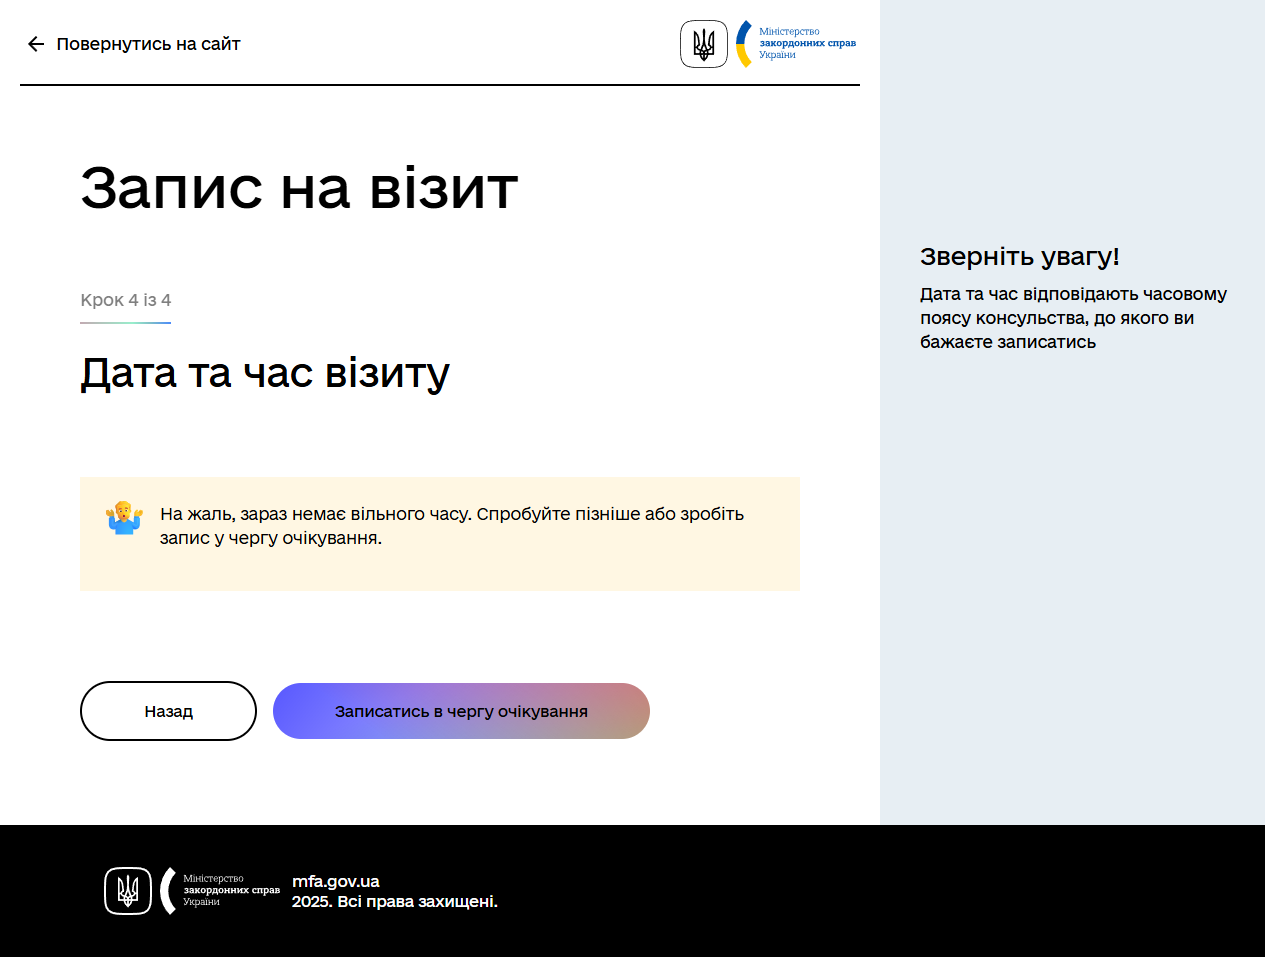 Повернутись на сайт
Міністерство
закордонних справ
України
Запис на візит
Крок 4 із 4
Дата та час візиту
На жаль, зараз немає вільного часу. Спробуйте пізніше або зробіть
запис у чергу очікування.
Назад
Записатись в чергу очікування
Зверніть увагу!
Дата та час відповідають часовому
поясу консульства, до якого ви
бажаєте записатись
Міністерство
закордонних справ
України
mfa.gov.ua
2025. Всі права захищені.